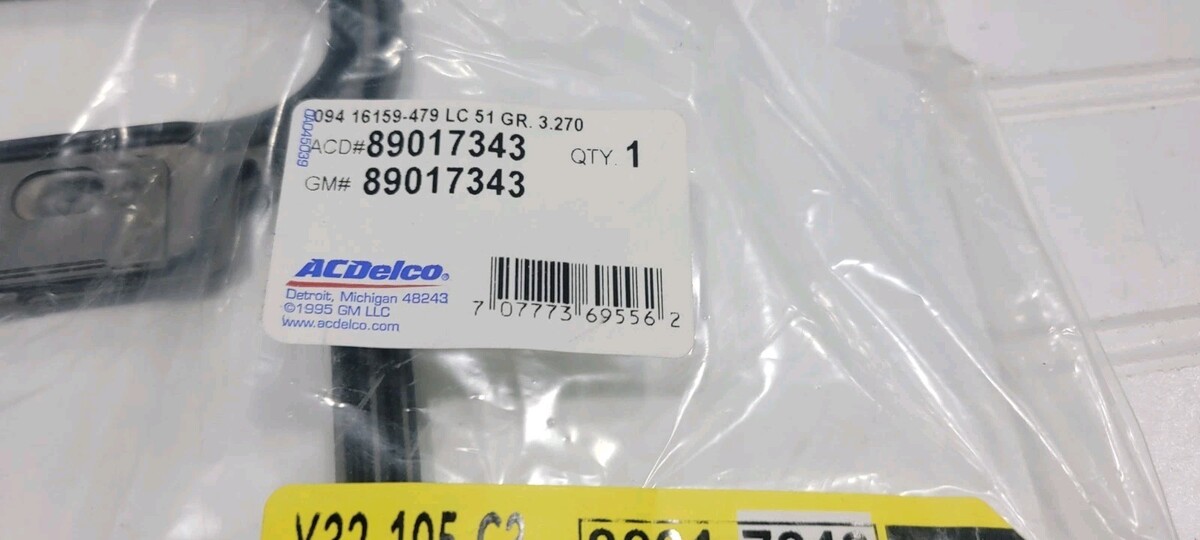 0094 16159-479 LC 51 GR. 3.270
ACD# 89017343 QTY. 1
GM# 89017343
ACDelco®
Detroit, Michigan 48243
©1995 GM LLC
www.acdelco.com
7 07773 69556 2